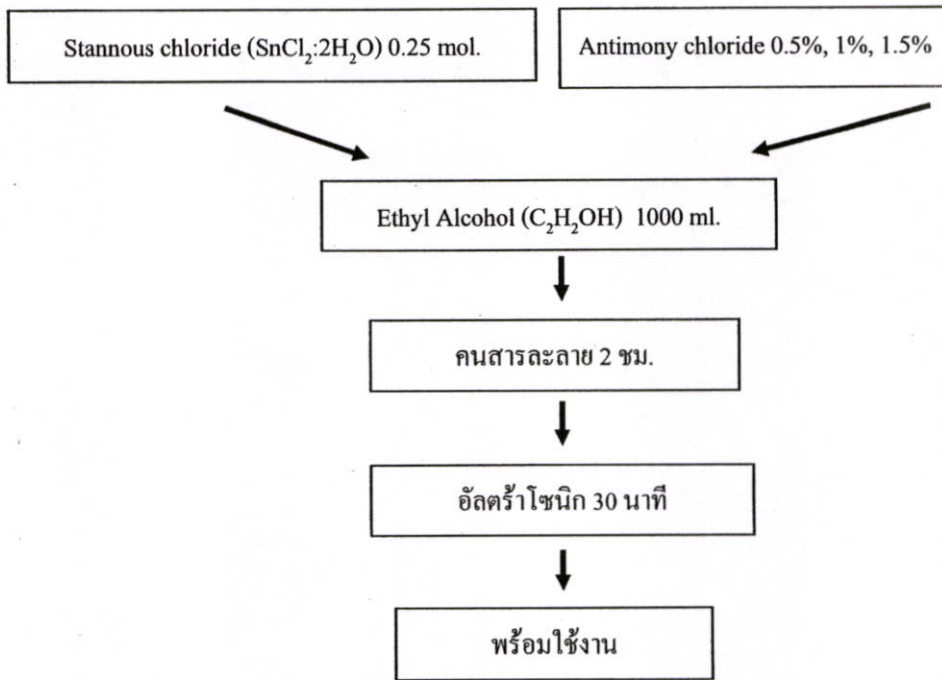 Stannous chloride (SnCl₂:2H₂O) 0.25 mol.
Antimony chloride 0.5%, 1%, 1.5%
Ethyl Alcohol (C₂H₂OH) 1000 ml.
คนสารละลาย 2 ชม.
อัลตร้าโซนิก 30 นาที
พร้อมใช้งาน